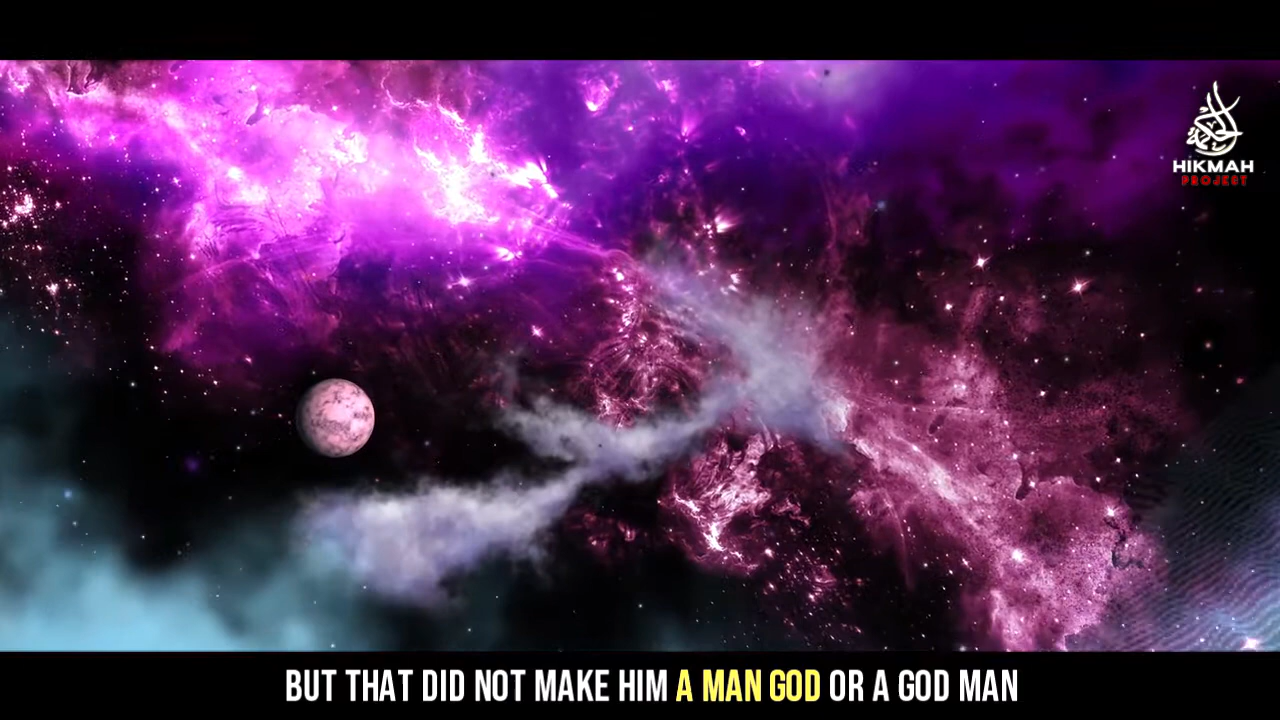 HIKMAH
PROJECT
BUT THAT DID NOT MAKE HIM A MAN GOD OR A GOD MAN